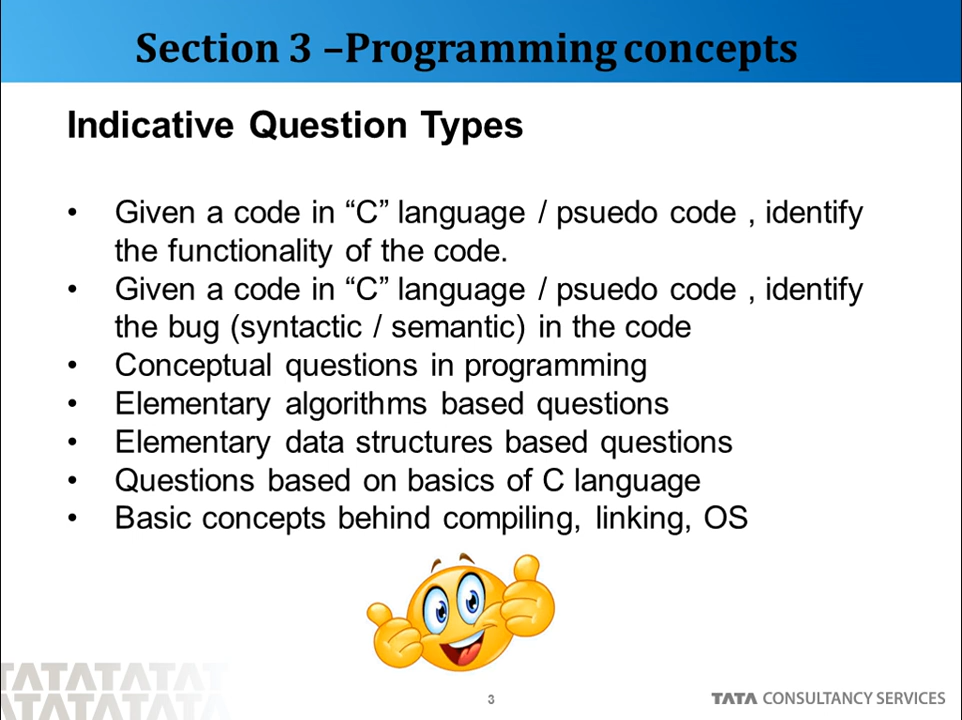 Section 3 –Programming concepts
Indicative Question Types
• Given a code in “C” language / psuedo code , identify
the functionality of the code.
• Given a code in “C” language / psuedo code , identify
the bug (syntactic / semantic) in the code
• Conceptual questions in programming
• Elementary algorithms based questions
• Elementary data structures based questions
• Questions based on basics of C language
• Basic concepts behind compiling, linking, OS
TATATATATATA
TATATATATATA
3
TATA CONSULTANCY SERVICES